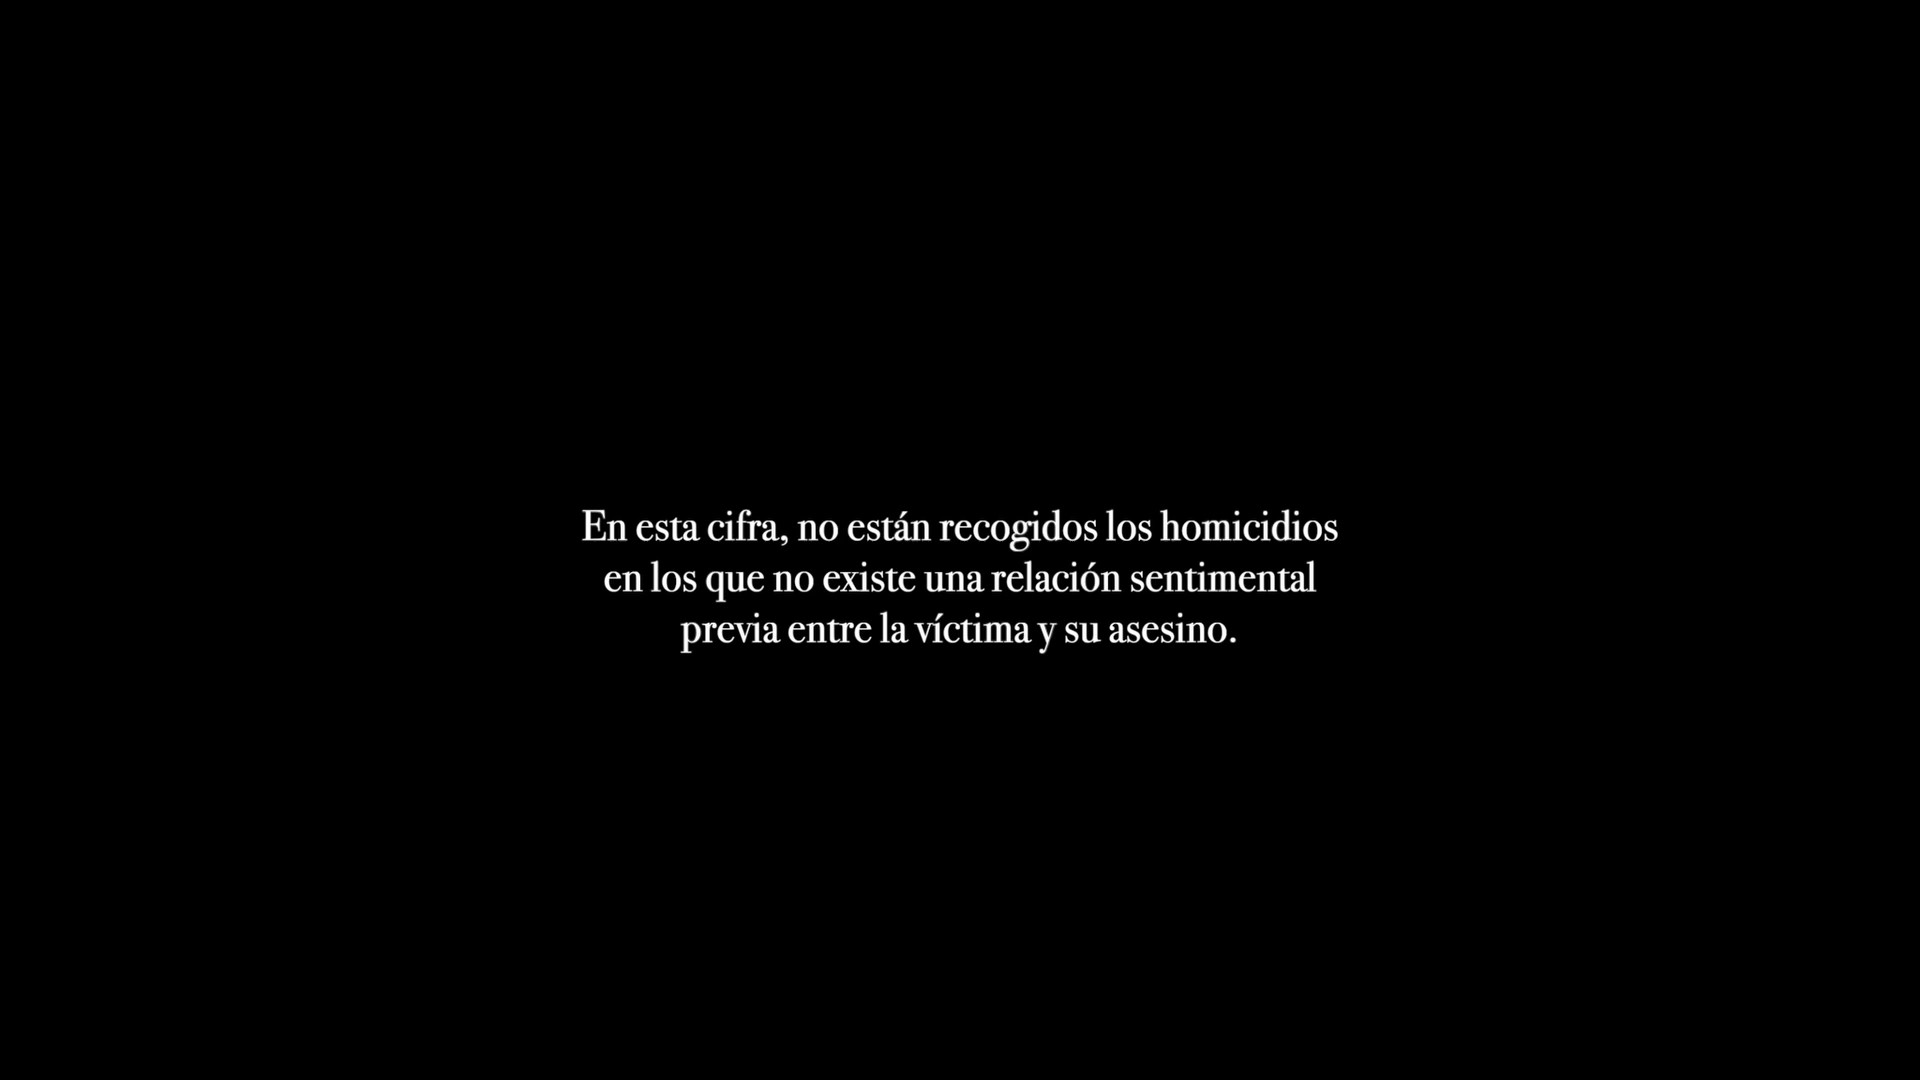 En esta cifra, no están recogidos los homicidios
en los que no existe una relación sentimental
previa entre la víctima y su asesino.